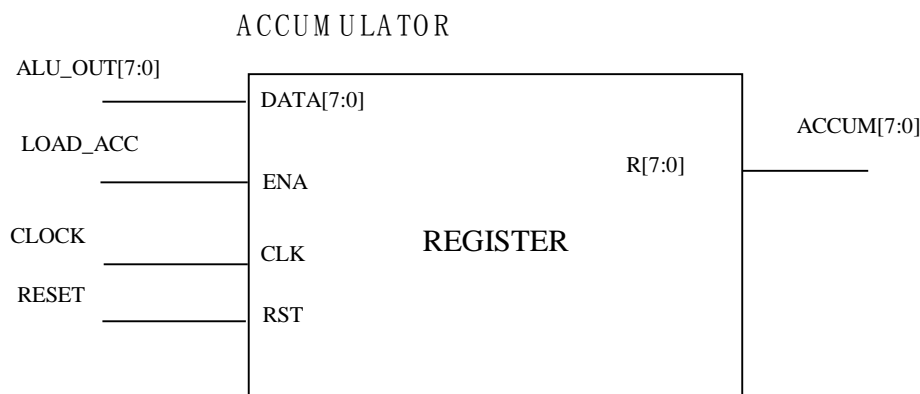 ACCUMULATOR
ALU_OUT[7:0]
DATA[7:0]
ACCUM[7:0]
LOAD_ACC
R[7:0]
ENA
CLOCK
REGISTER
CLK
RESET
RST